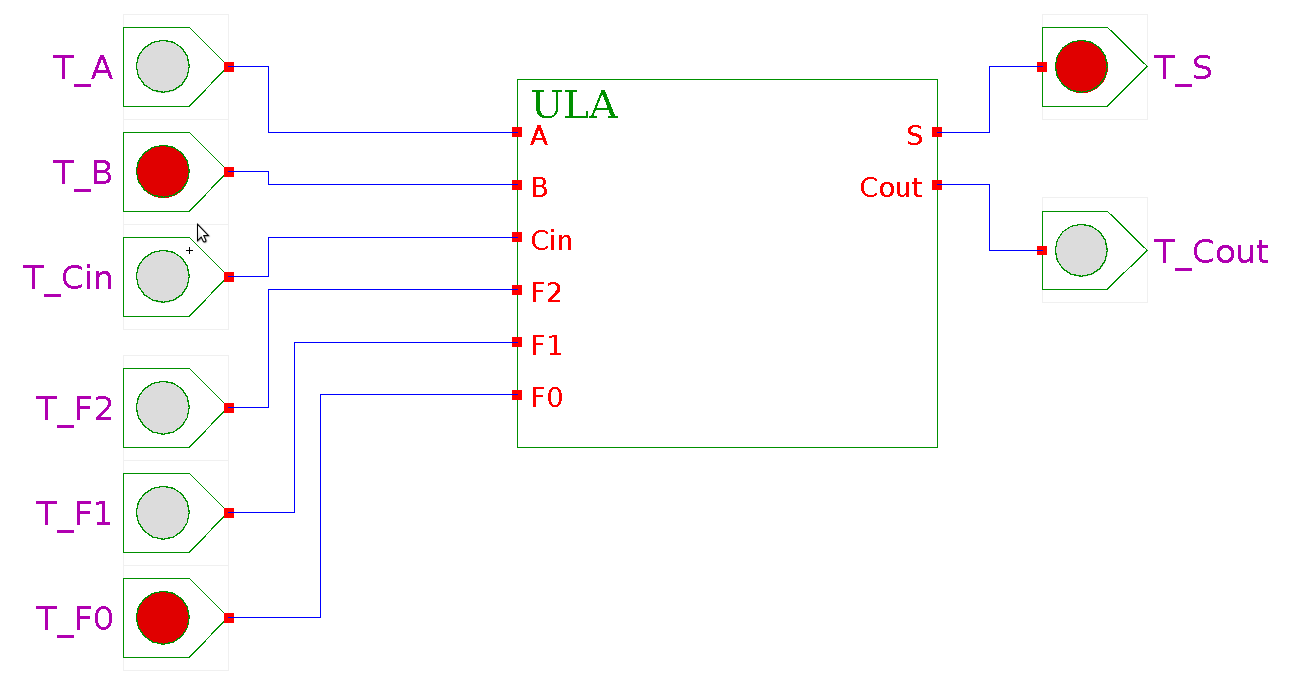 T_A
T_B
T_Cin
T_F2
T_F1
T_F0
ULA
A
B
Cin
F2
F1
F0
S
Cout
T_S
T_Cout